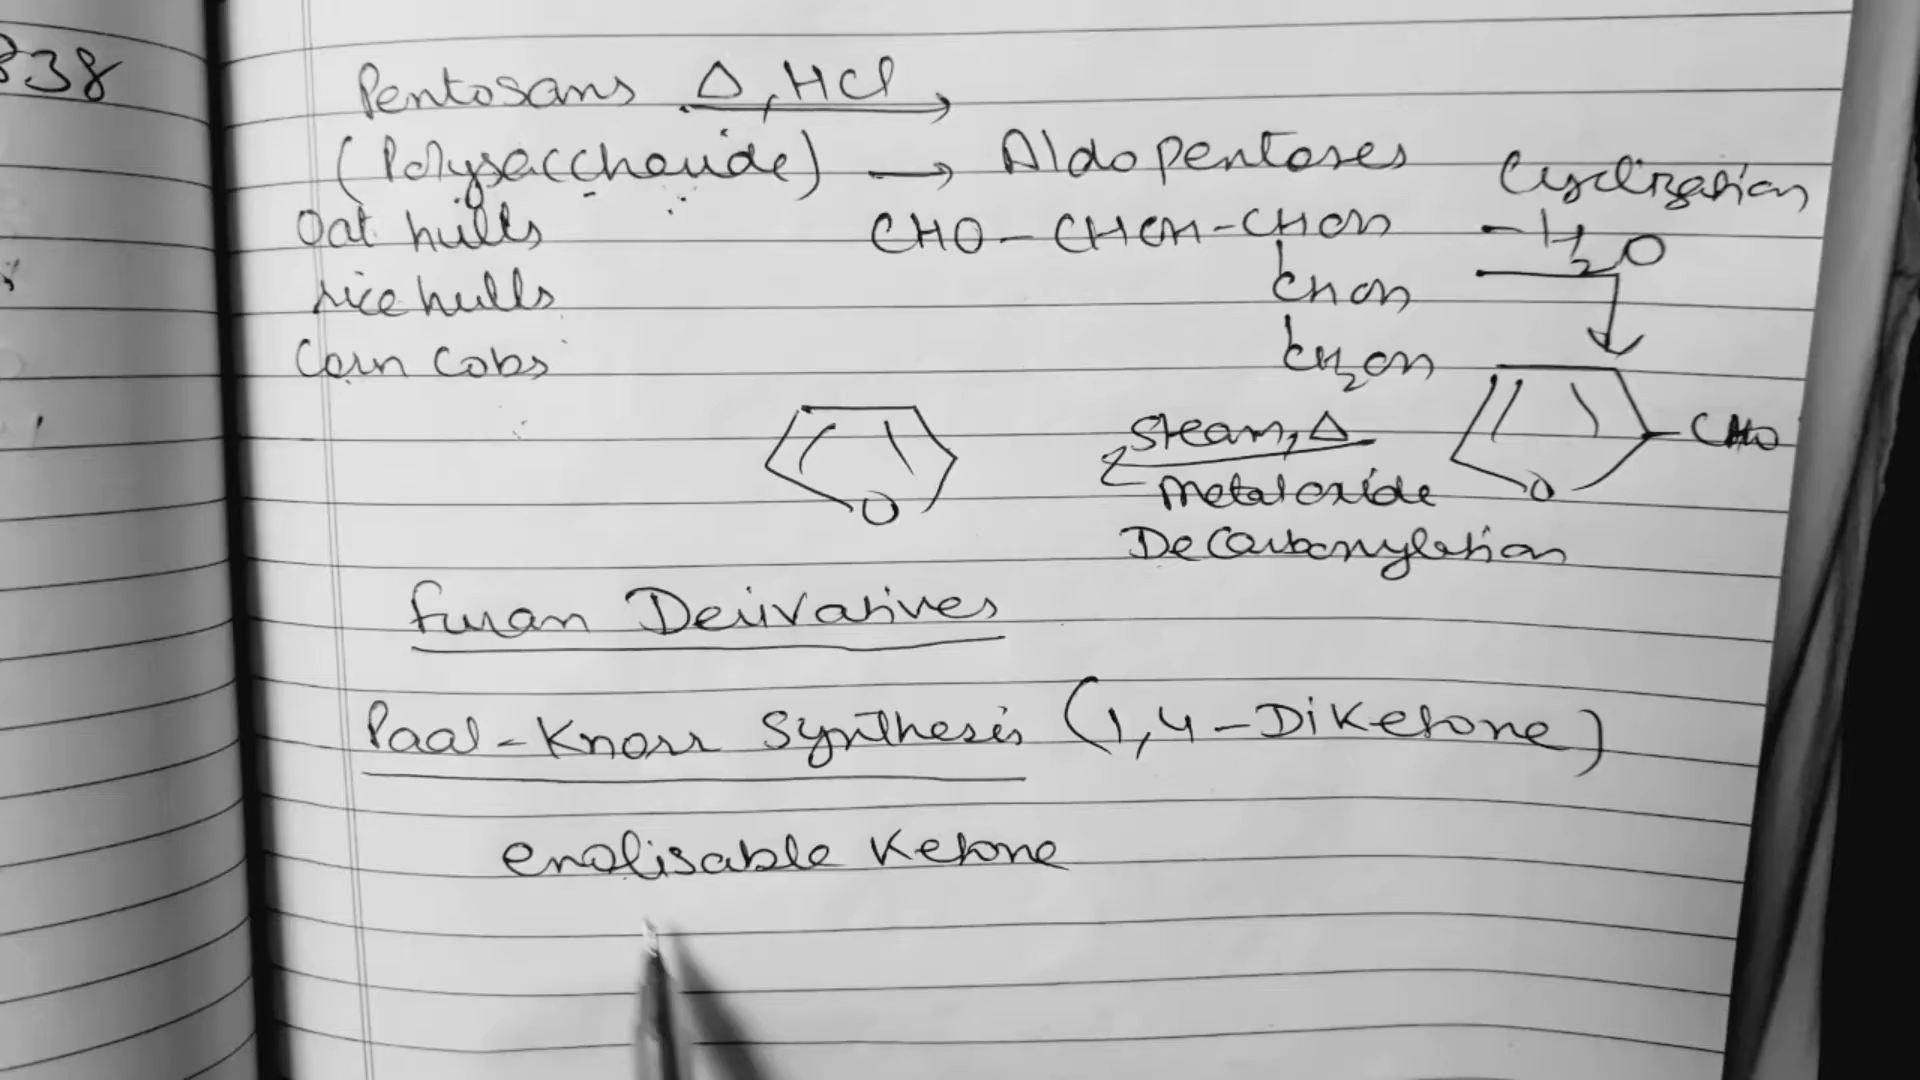 838
Pentosans Δ, HCl
(Polysaccharide) → Aldopentoses
Cyclization
Oat hulls
CHO - CHOH - CHOH
-H2O
rice hulls
CHOH
Corn Cobs
CH2OH
Steam, Δ
CHO
O
metal oxide
O
Decarbonylation
Furan Derivatives
Paal-Knorr Synthesis (1,4-Diketone)
enolisable Ketone